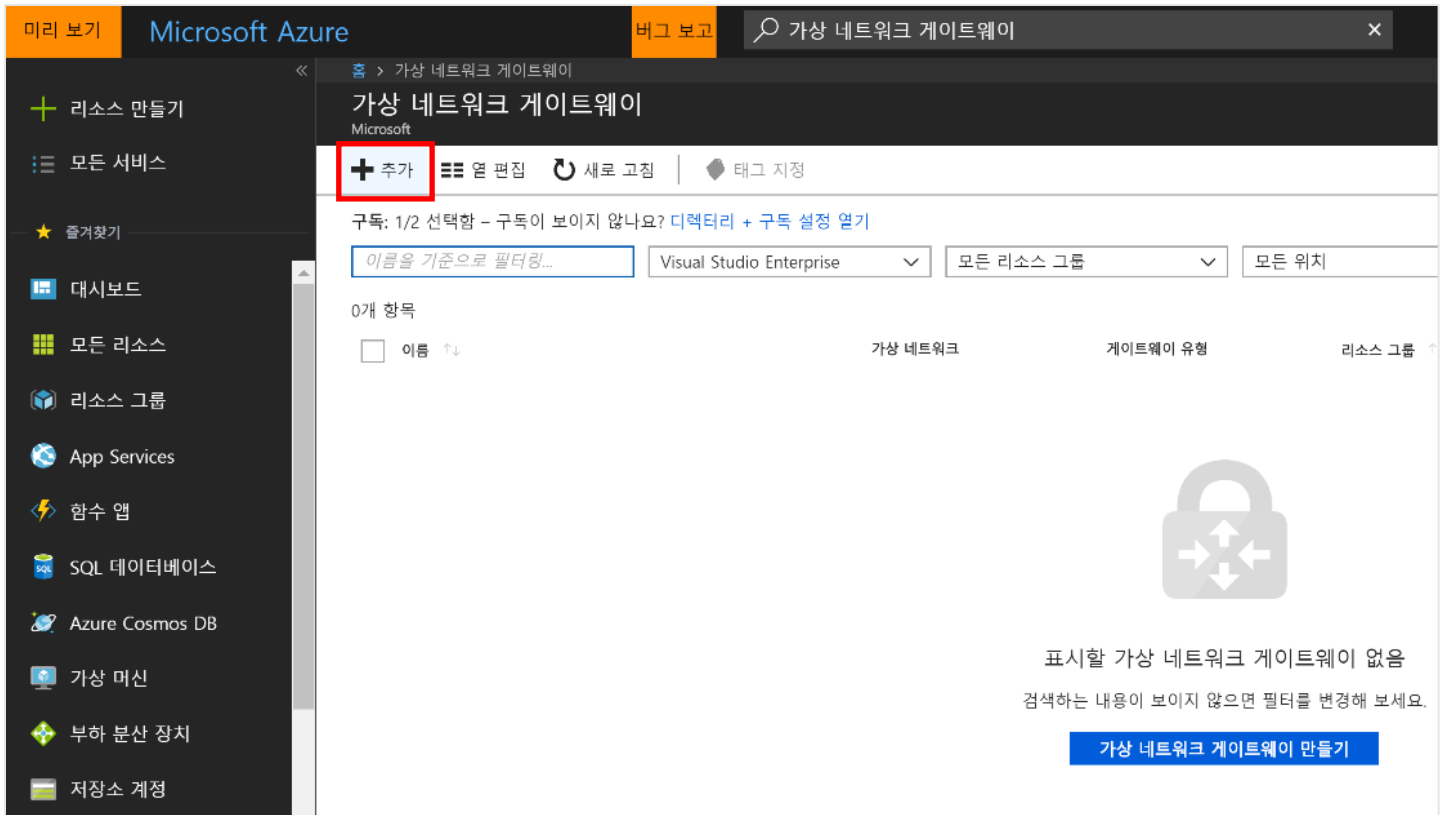 미리 보기
Microsoft Azure
버그 보고
가상 네트워크 게이트웨이
홈 > 가상 네트워크 게이트웨이
가상 네트워크 게이트웨이
Microsoft
리소스 만들기
모든 서비스
즐겨찾기
대시보드
모든 리소스
리소스 그룹
App Services
함수 앱
SQL
SQL 데이터베이스
Azure Cosmos DB
가상 머신
부하 분산 장치
저장소 계정
추가 열 편집 새로 고침 태그 지정
구독: 1/2 선택함 – 구독이 보이지 않나요? 디렉터리 + 구독 설정 열기
이름을 기준으로 필터링... Visual Studio Enterprise 모든 리소스 그룹 모든 위치
0개 항목
이름 가상 네트워크 게이트웨이 유형 리소스 그룹
표시할 가상 네트워크 게이트웨이 없음
검색하는 내용이 보이지 않으면 필터를 변경해 보세요.
가상 네트워크 게이트웨이 만들기